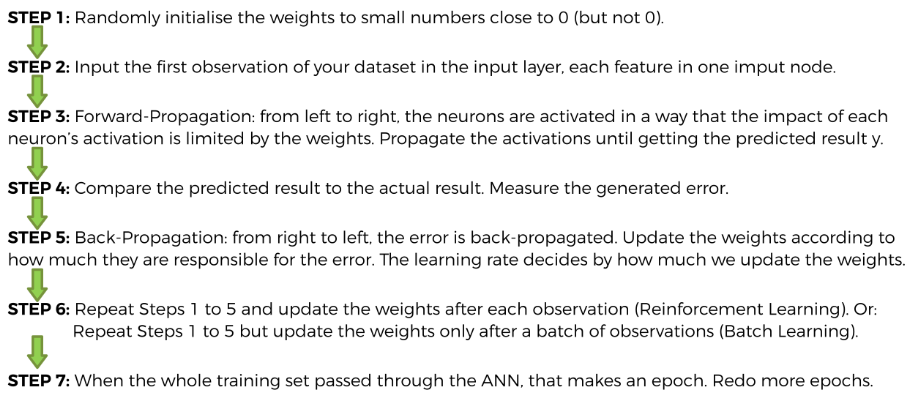 STEP 1: Randomly initialise the weights to small numbers close to 0 (but not 0).
STEP 2: Input the first observation of your dataset in the input layer, each feature in one imput node.
STEP 3: Forward-Propagation: from left to right, the neurons are activated in a way that the impact of each
neuron's activation is limited by the weights. Propagate the activations until getting the predicted result y.
STEP 4: Compare the predicted result to the actual result. Measure the generated error.
STEP 5: Back-Propagation: from right to left, the error is back-propagated. Update the weights according to
how much they are responsible for the error. The learning rate decides by how much we update the weights.
STEP 6: Repeat Steps 1 to 5 and update the weights after each observation (Reinforcement Learning). Or:
Repeat Steps 1 to 5 but update the weights only after a batch of observations (Batch Learning).
STEP 7: When the whole training set passed through the ANN, that makes an epoch. Redo more epochs.